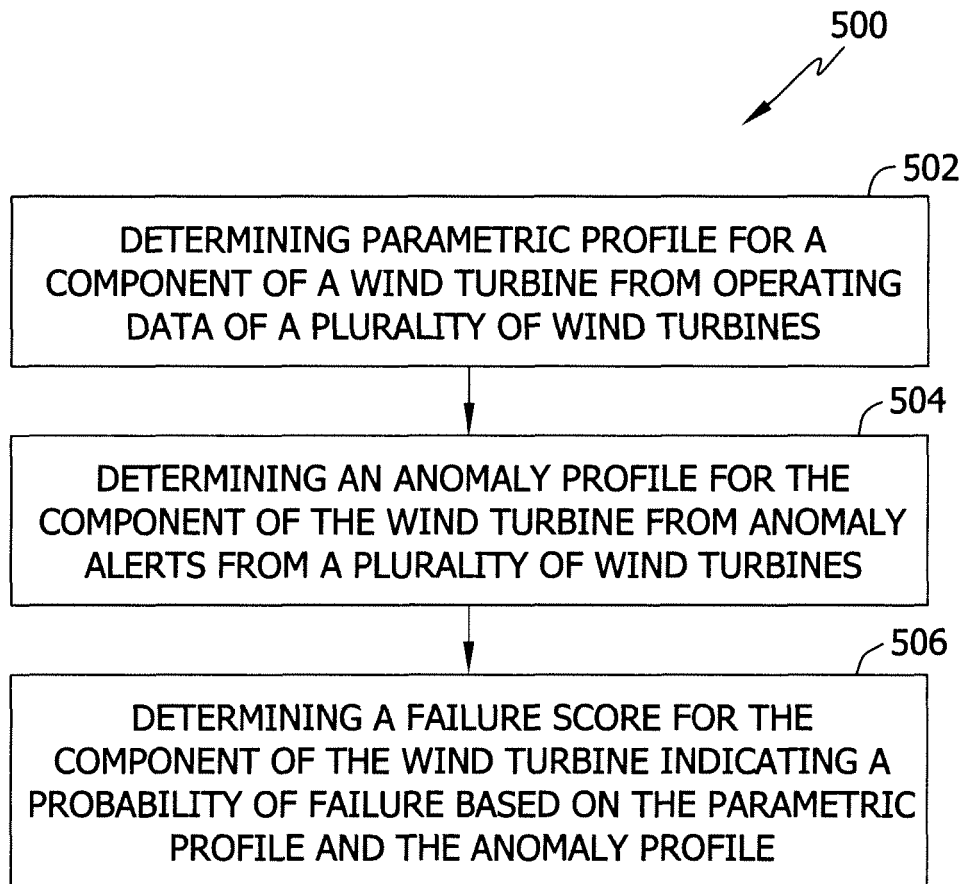 500
502
DETERMINING PARAMETRIC PROFILE FOR A
COMPONENT OF A WIND TURBINE FROM OPERATING
DATA OF A PLURALITY OF WIND TURBINES
504
DETERMINING AN ANOMALY PROFILE FOR THE
COMPONENT OF THE WIND TURBINE FROM ANOMALY
ALERTS FROM A PLURALITY OF WIND TURBINES
506
DETERMINING A FAILURE SCORE FOR THE
COMPONENT OF THE WIND TURBINE INDICATING A
PROBABILITY OF FAILURE BASED ON THE PARAMETRIC
PROFILE AND THE ANOMALY PROFILE